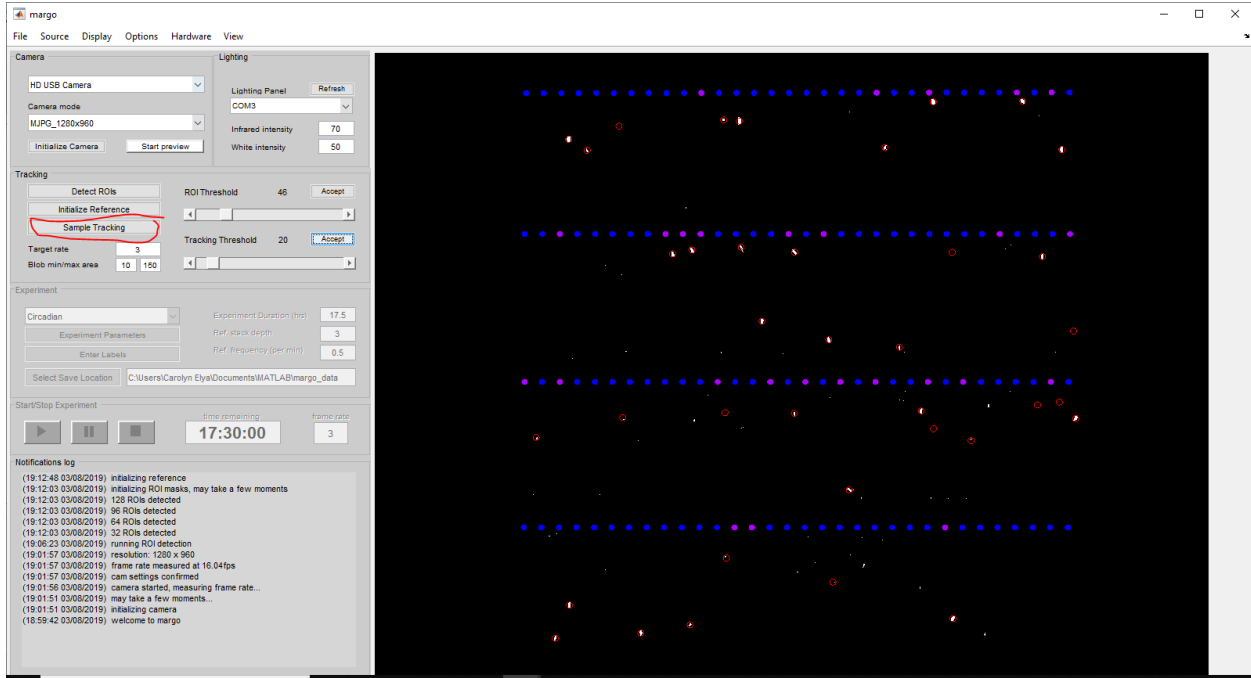 margo
File Source Display Options Hardware View
Camera
HD USB Camera
Camera mode
MJPG_1280x960
Initialize Camera Start preview
Lighting
Lighting Panel Refresh
COM3
Infrared intensity 70
White intensity 50
Tracking
Detect ROIs
Initialize Reference
Sample Tracking
Target rate 3
Blob min/max area 10 150
ROI Threshold 46 Accept
Tracking Threshold 20 Accept
Experiment
Circadian
Experiment Parameters
Enter Labels
Experiment Duration (hrs) 17.5
Ref. stack depth 3
Ref. frequency (per min) 0.5
Select Save Location C:\Users\Carolyn Elya\Documents\MATLAB\margo_data
Start/Stop Experiment
time remaining frame rate
17:30:00 3
Notifications log
(19:12:48 03/08/2019) initializing reference
(19:12:03 03/08/2019) initializing ROI masks, may take a few moments
(19:12:03 03/08/2019) 128 ROIs detected
(19:12:03 03/08/2019) 96 ROIs detected
(19:12:03 03/08/2019) 64 ROIs detected
(19:12:03 03/08/2019) 32 ROIs detected
(19:06:23 03/08/2019) running ROI detection
(19:01:57 03/08/2019) resolution: 1280 x 960
(19:01:57 03/08/2019) frame rate measured at 16.04fps
(19:01:57 03/08/2019) cam settings confirmed
(19:01:56 03/08/2019) camera started, measuring frame rate...
(19:01:51 03/08/2019) may take a few moments...
(19:01:51 03/08/2019) initializing camera
(18:59:42 03/08/2019) welcome to margo